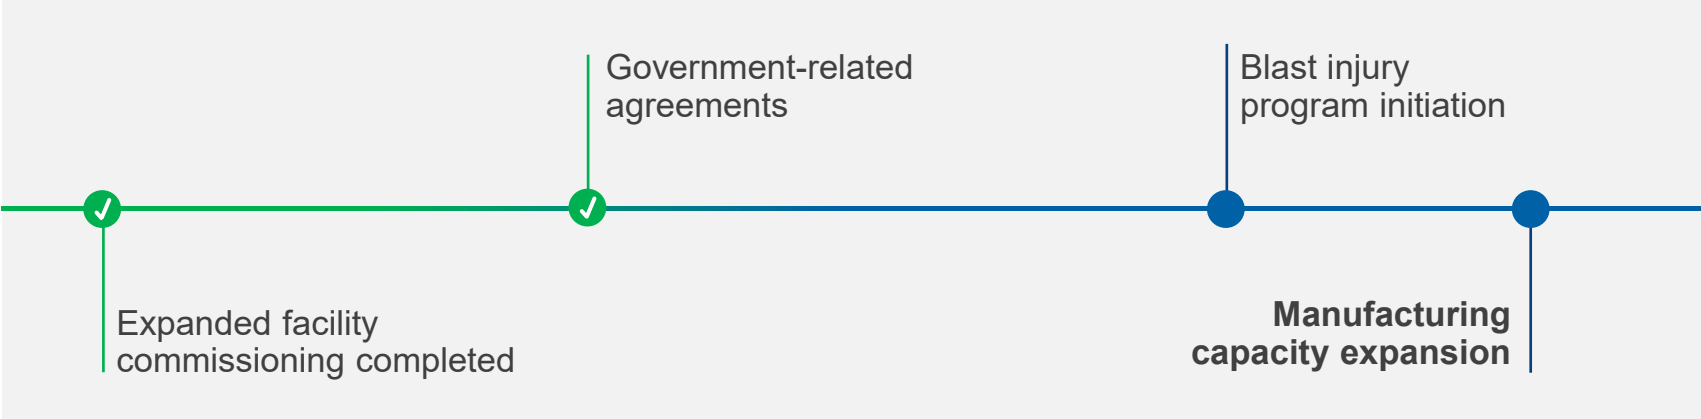 Government-related
agreements
Blast injury
program initiation
Expanded facility
commissioning completed
Manufacturing
capacity expansion